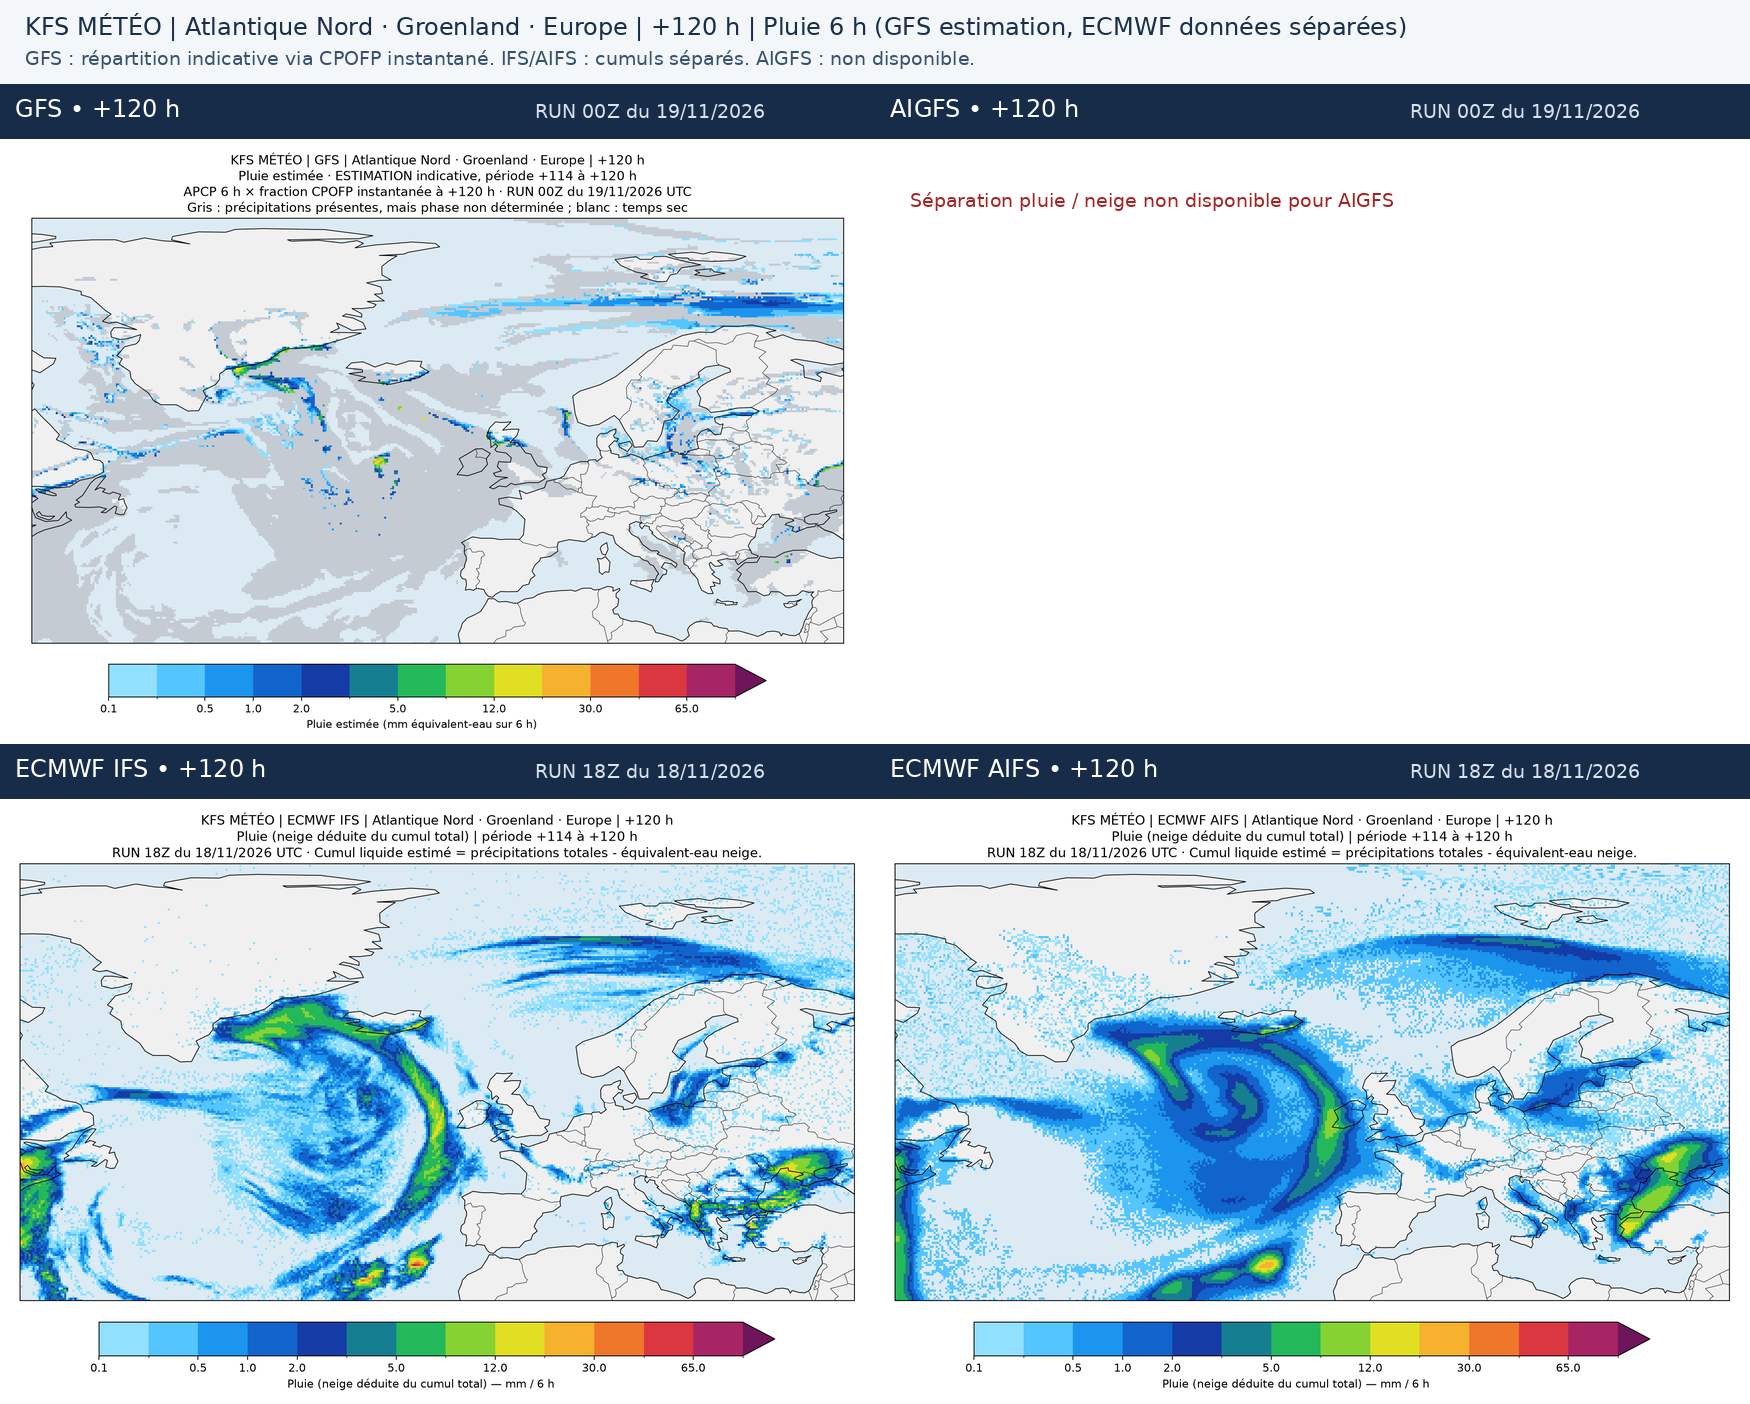 KFS MÉTÉO | Atlantique Nord · Groenland · Europe | +120 h | Pluie 6 h (GFS estimation, ECMWF données séparées)
GFS : répartition indicative via CPOFP instantané. IFS/AIFS : cumuls séparés. AIGFS : non disponible.
GFS • +120 h
RUN 00Z du 19/11/2026
AIGFS • +120 h
RUN 00Z du 19/11/2026
KFS MÉTÉO | GFS | Atlantique Nord · Groenland · Europe | +120 h
Pluie estimée · ESTIMATION indicative, période +114 à +120 h
APCP 6 h × fraction CPOFP instantanée à +120 h · RUN 00Z du 19/11/2026 UTC
Gris : précipitations présentes, mais phase non déterminée ; blanc : temps sec
Séparation pluie / neige non disponible pour AIGFS
0.1 0.5 1.0 2.0 5.0 12.0 30.0 65.0
Pluie estimée (mm équivalent-eau sur 6 h)
ECMWF IFS • +120 h
RUN 18Z du 18/11/2026
ECMWF AIFS • +120 h
RUN 18Z du 18/11/2026
KFS MÉTÉO | ECMWF IFS | Atlantique Nord · Groenland · Europe | +120 h
Pluie (neige déduite du cumul total) | période +114 à +120 h
RUN 18Z du 18/11/2026 UTC · Cumul liquide estimé = précipitations totales - équivalent-eau neige.
KFS MÉTÉO | ECMWF AIFS | Atlantique Nord · Groenland · Europe | +120 h
Pluie (neige déduite du cumul total) | période +114 à +120 h
RUN 18Z du 18/11/2026 UTC · Cumul liquide estimé = précipitations totales - équivalent-eau neige.
0.1 0.5 1.0 2.0 5.0 12.0 30.0 65.0
Pluie (neige déduite du cumul total) — mm / 6 h
0.1 0.5 1.0 2.0 5.0 12.0 30.0 65.0
Pluie (neige déduite du cumul total) — mm / 6 h